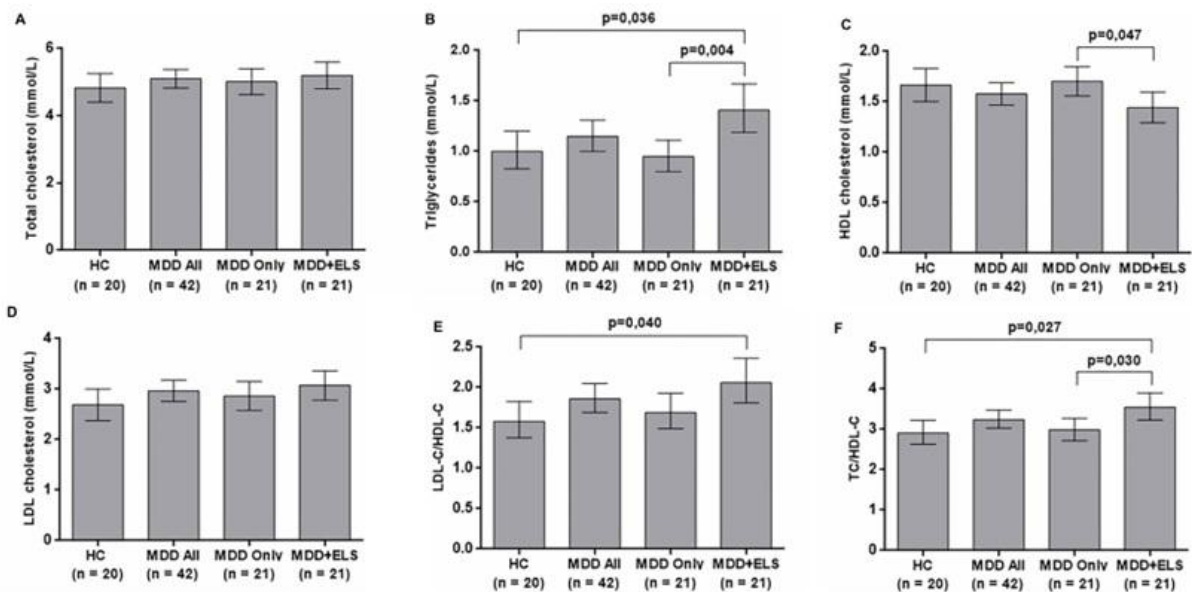 A
Total cholesterol (mmol/L)
6
4
2
0
HC
(n = 20)
MDD All
(n = 42)
MDD Only
(n = 21)
MDD+ELS
(n = 21)
B
p=0,036
p=0,004
Triglycerides (mmol/L)
2.0
1.5
1.0
0.5
0.0
HC
(n = 20)
MDD All
(n = 42)
MDD Only
(n = 21)
MDD+ELS
(n = 21)
C
p=0,047
HDL cholesterol (mmol/L)
2.0
1.5
1.0
0.5
0.0
HC
(n = 20)
MDD All
(n = 42)
MDD Only
(n = 21)
MDD+ELS
(n = 21)
D
LDL cholesterol (mmol/L)
4
3
2
1
0
HC
(n = 20)
MDD All
(n = 42)
MDD Only
(n = 21)
MDD+ELS
(n = 21)
E
p=0,040
LDL-C/HDL-C
2.5
2.0
1.5
1.0
0.5
0.0
HC
(n = 20)
MDD All
(n = 42)
MDD Only
(n = 21)
MDD+ELS
(n = 21)
F
p=0,027
p=0,030
TC/HDL-C
5
4
3
2
1
0
HC
(n = 20)
MDD All
(n = 42)
MDD Only
(n = 21)
MDD+ELS
(n = 21)